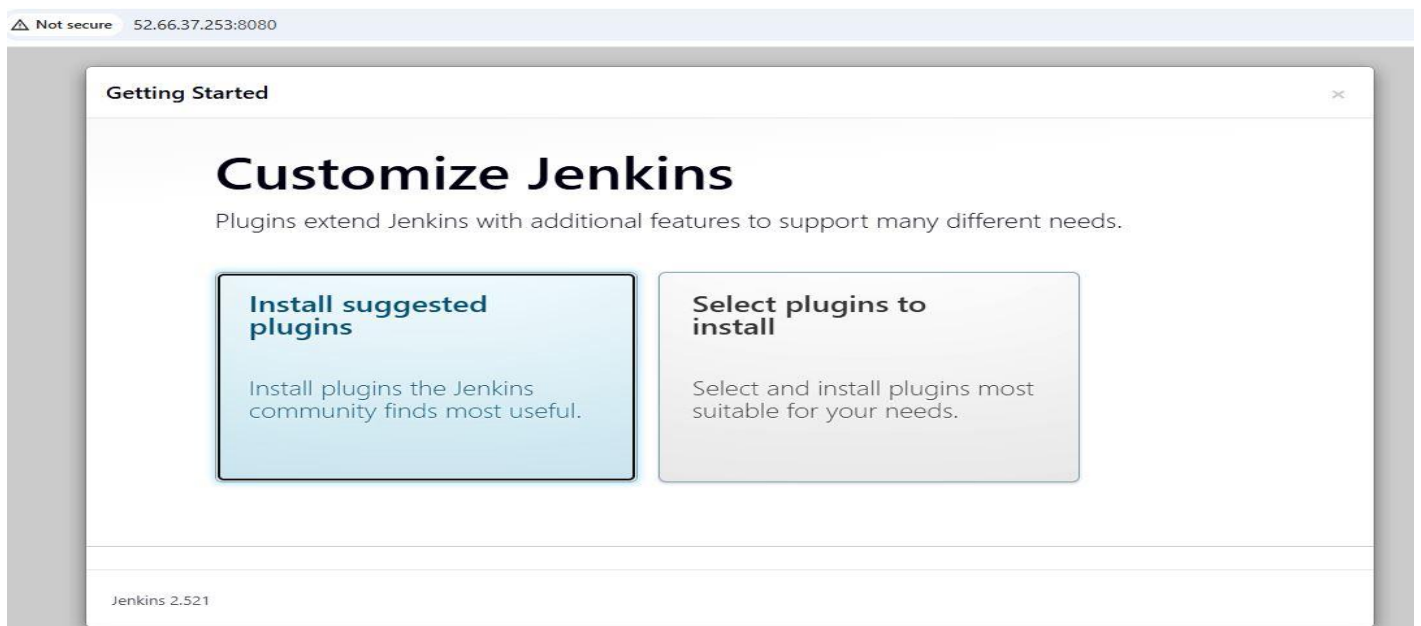 Not secure 52.66.37.253:8080
Getting Started
×
Customize Jenkins
Plugins extend Jenkins with additional features to support many different needs.
Install suggested
plugins
Install plugins the Jenkins
community finds most useful.
Select plugins to
install
Select and install plugins most
suitable for your needs.
Jenkins 2.521